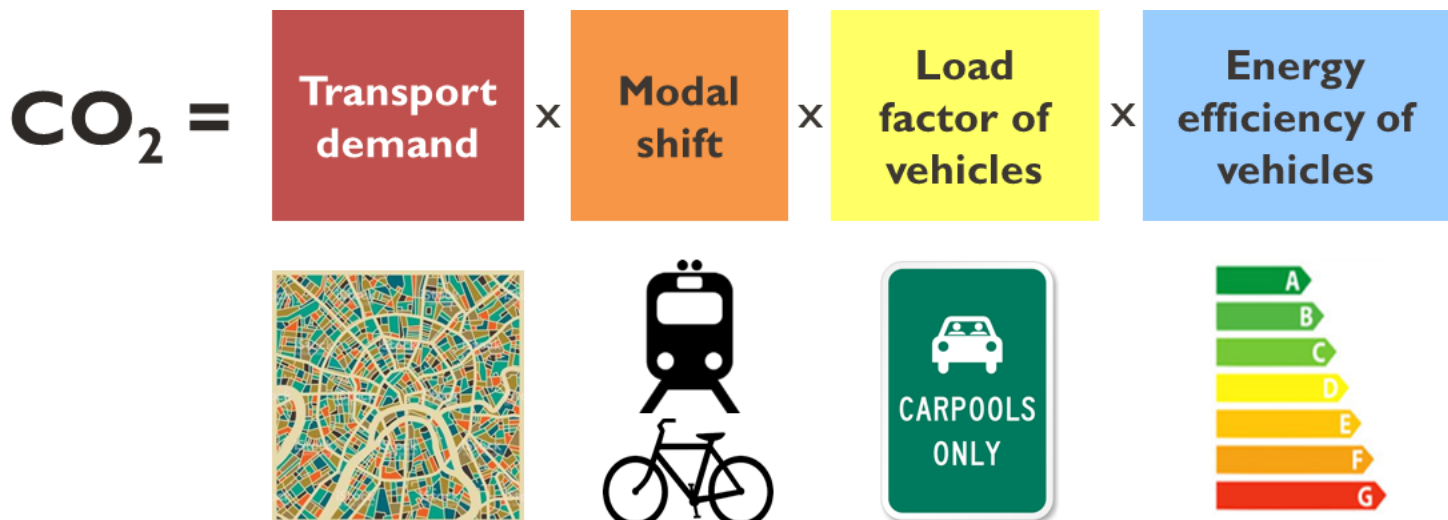 CO₂ =
Transport
demand
x
Modal
shift
x
Load
factor of
vehicles
x
Energy
efficiency of
vehicles
CARPOOLS
ONLY
A
B
C
D
E
F
G